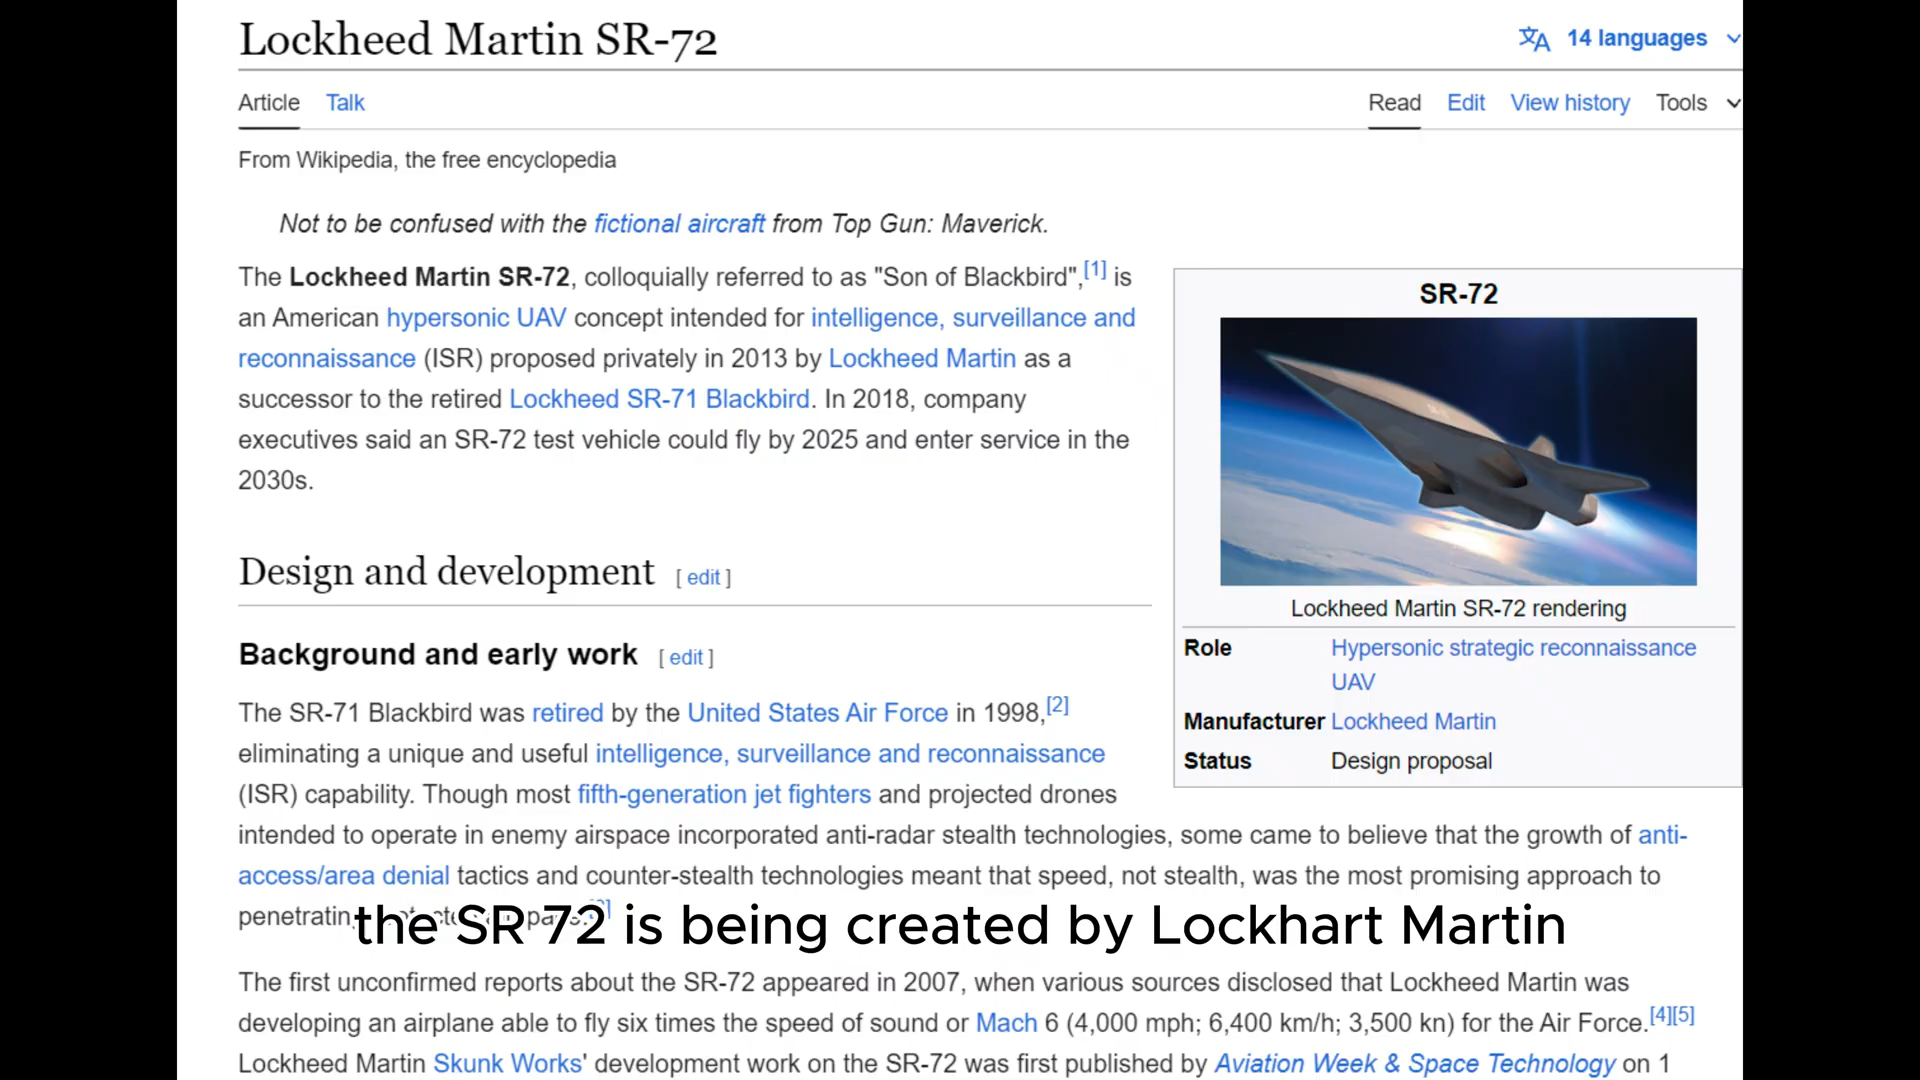 Lockheed Martin SR-72
14 languages
Article Talk
Read Edit View history Tools
From Wikipedia, the free encyclopedia
Not to be confused with the fictional aircraft from Top Gun: Maverick.
The Lockheed Martin SR-72, colloquially referred to as "Son of Blackbird",[1] is
an American hypersonic UAV concept intended for intelligence, surveillance and
reconnaissance (ISR) proposed privately in 2013 by Lockheed Martin as a
successor to the retired Lockheed SR-71 Blackbird. In 2018, company
executives said an SR-72 test vehicle could fly by 2025 and enter service in the
2030s.
SR-72
Lockheed Martin SR-72 rendering
Role Hypersonic strategic reconnaissance
UAV
Manufacturer Lockheed Martin
Status Design proposal
Design and development [ edit ]
Background and early work [ edit ]
The SR-71 Blackbird was retired by the United States Air Force in 1998,[2]
eliminating a unique and useful intelligence, surveillance and reconnaissance
(ISR) capability. Though most fifth-generation jet fighters and projected drones
intended to operate in enemy airspace incorporated anti-radar stealth technologies, some came to believe that the growth of anti-
access/area denial tactics and counter-stealth technologies meant that speed, not stealth, was the most promising approach to
the SR 72 is being created by Lockhart Martin
The first unconfirmed reports about the SR-72 appeared in 2007, when various sources disclosed that Lockheed Martin was
developing an airplane able to fly six times the speed of sound or Mach 6 (4,000 mph; 6,400 km/h; 3,500 kn) for the Air Force.[4][5]
Lockheed Martin Skunk Works' development work on the SR-72 was first published by Aviation Week & Space Technology on 1